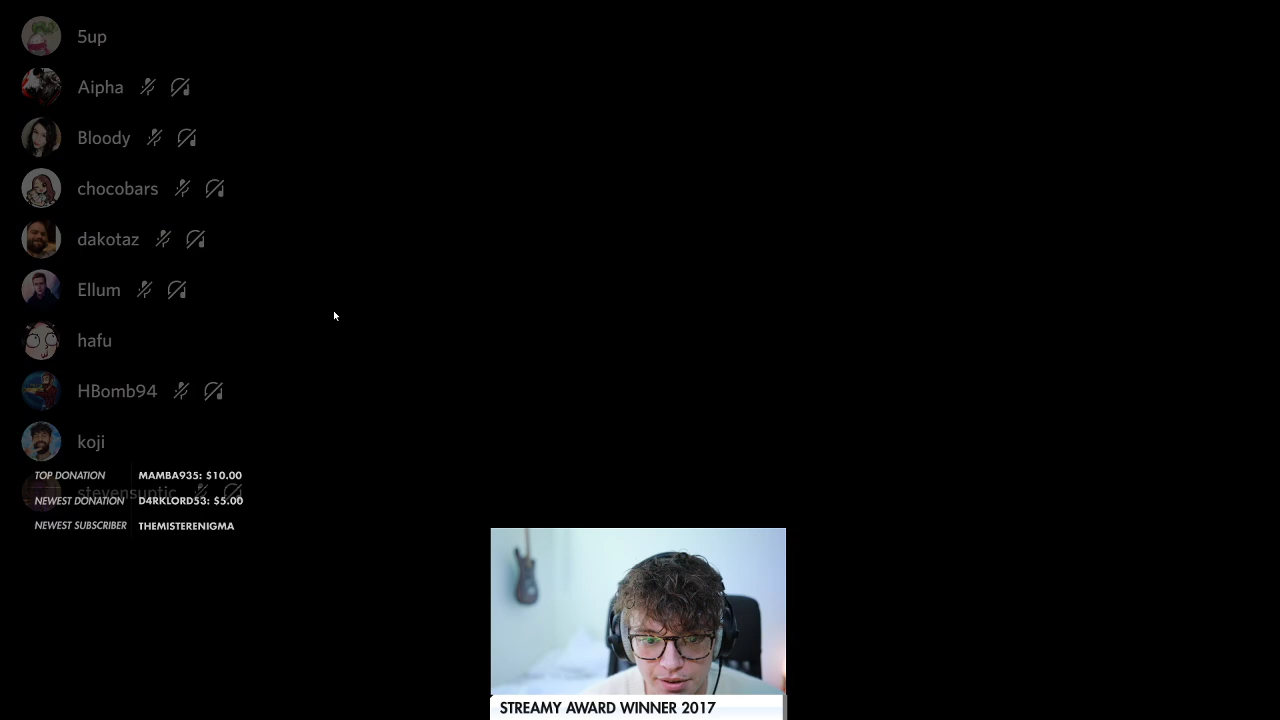 5up
Aipha
Bloody
chocobars
dakotaz
Ellum
hafu
HBomb94
koji
TOP DONATION MAMBA935: $10.00
stevensuptic
NEWEST DONATION D4RKLORD53: $5.00
NEWEST SUBSCRIBER THEMISTERENIGMA
STREAMY AWARD WINNER 2017